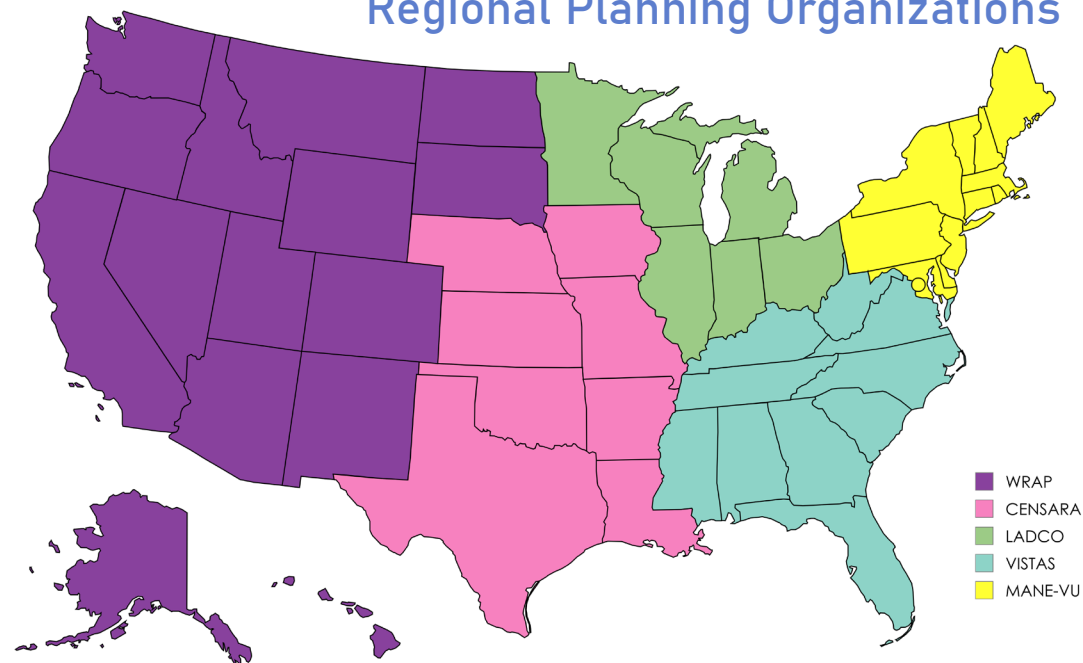 Regional Planning Organizations
WRAP
CENSARA
LADCO
VISTAS
MANE-VU